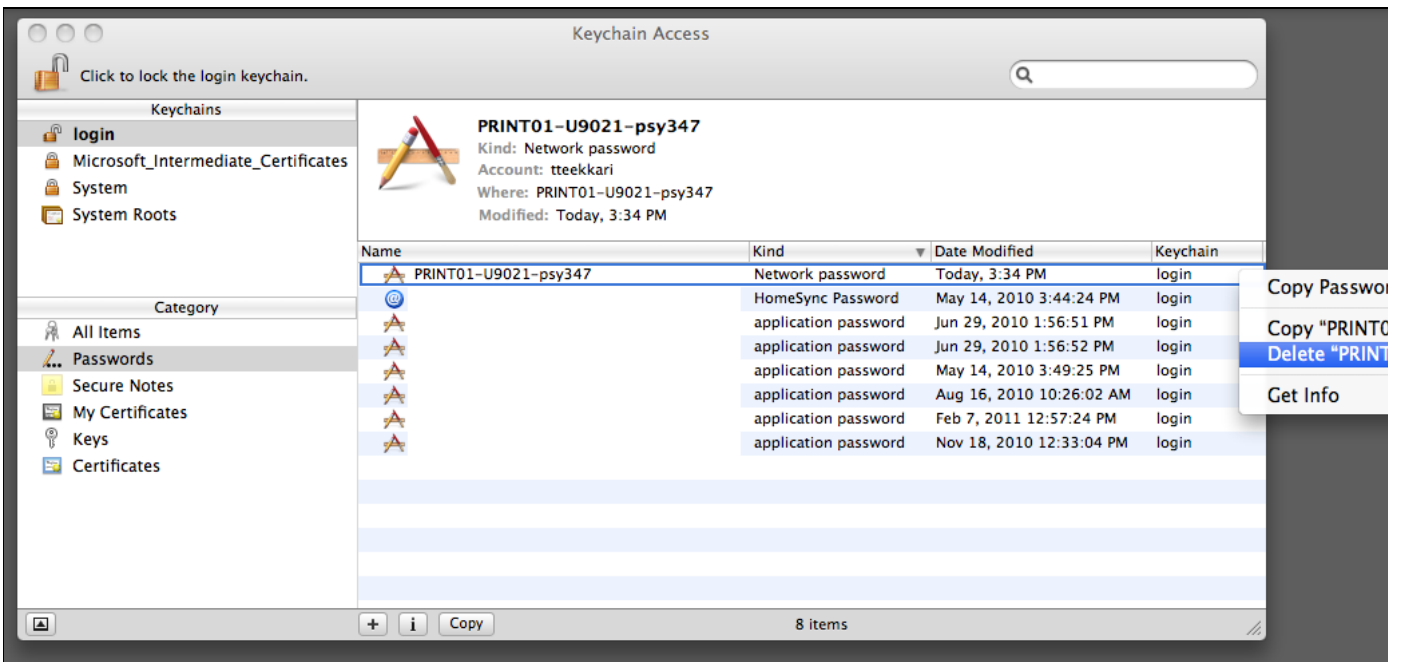 Keychain Access
Click to lock the login keychain.
Keychains
login
Microsoft_Intermediate_Certificates
System
System Roots
Category
All Items
Passwords
Secure Notes
My Certificates
Keys
Certificates
PRINT01-U9021-psy347
Kind: Network password
Account: tteekkari
Where: PRINT01-U9021-psy347
Modified: Today, 3:34 PM
Name Kind Date Modified Keychain
PRINT01-U9021-psy347 Network password Today, 3:34 PM login
HomeSync Password May 14, 2010 3:44:24 PM login
application password Jun 29, 2010 1:56:51 PM login
application password Jun 29, 2010 1:56:52 PM login
application password May 14, 2010 3:49:25 PM login
application password Aug 16, 2010 10:26:02 AM login
application password Feb 7, 2011 12:57:24 PM login
application password Nov 18, 2010 12:33:04 PM login
Copy Passwor
Copy “PRINT0
Delete “PRINT
Get Info
+ i Copy 8 items